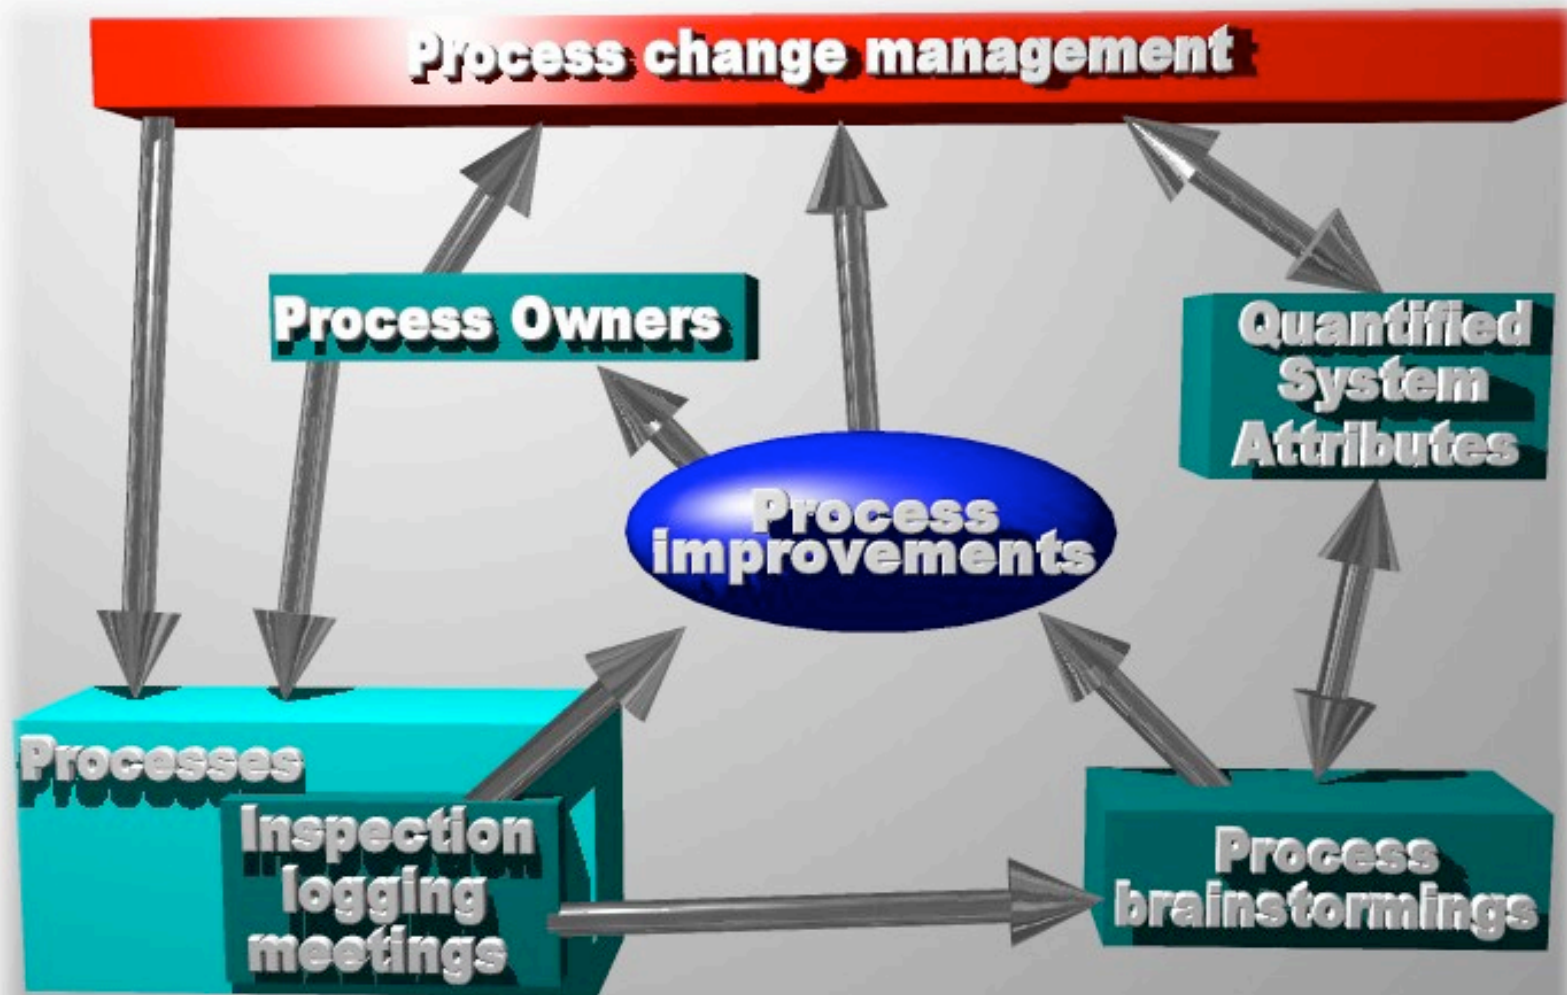 Process change management
Process Owners
Quantified
System
Attributes
Process
improvements
Processes
Inspection
logging
meetings
Process
brainstormings